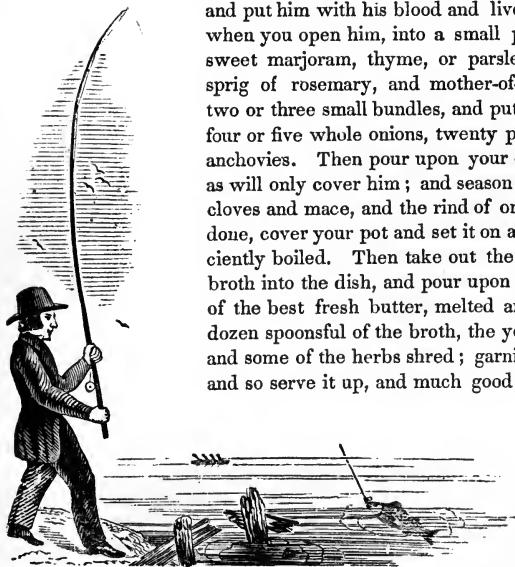 and put him with his blood and live
when you open him, into a small
sweet marjoram, thyme, or parsle
sprig of rosemary, and mother-of-
two or three small bundles, and put
four or five whole onions, twenty p
anchovies. Then pour upon your
as will only cover him; and season
cloves and mace, and the rind of or
done, cover your pot and set it on a
ciently boiled. Then take out the
broth into the dish, and pour upon
of the best fresh butter, melted a
dozen spoonsful of the broth, the y
and some of the herbs shred; garni
and so serve it up, and much good